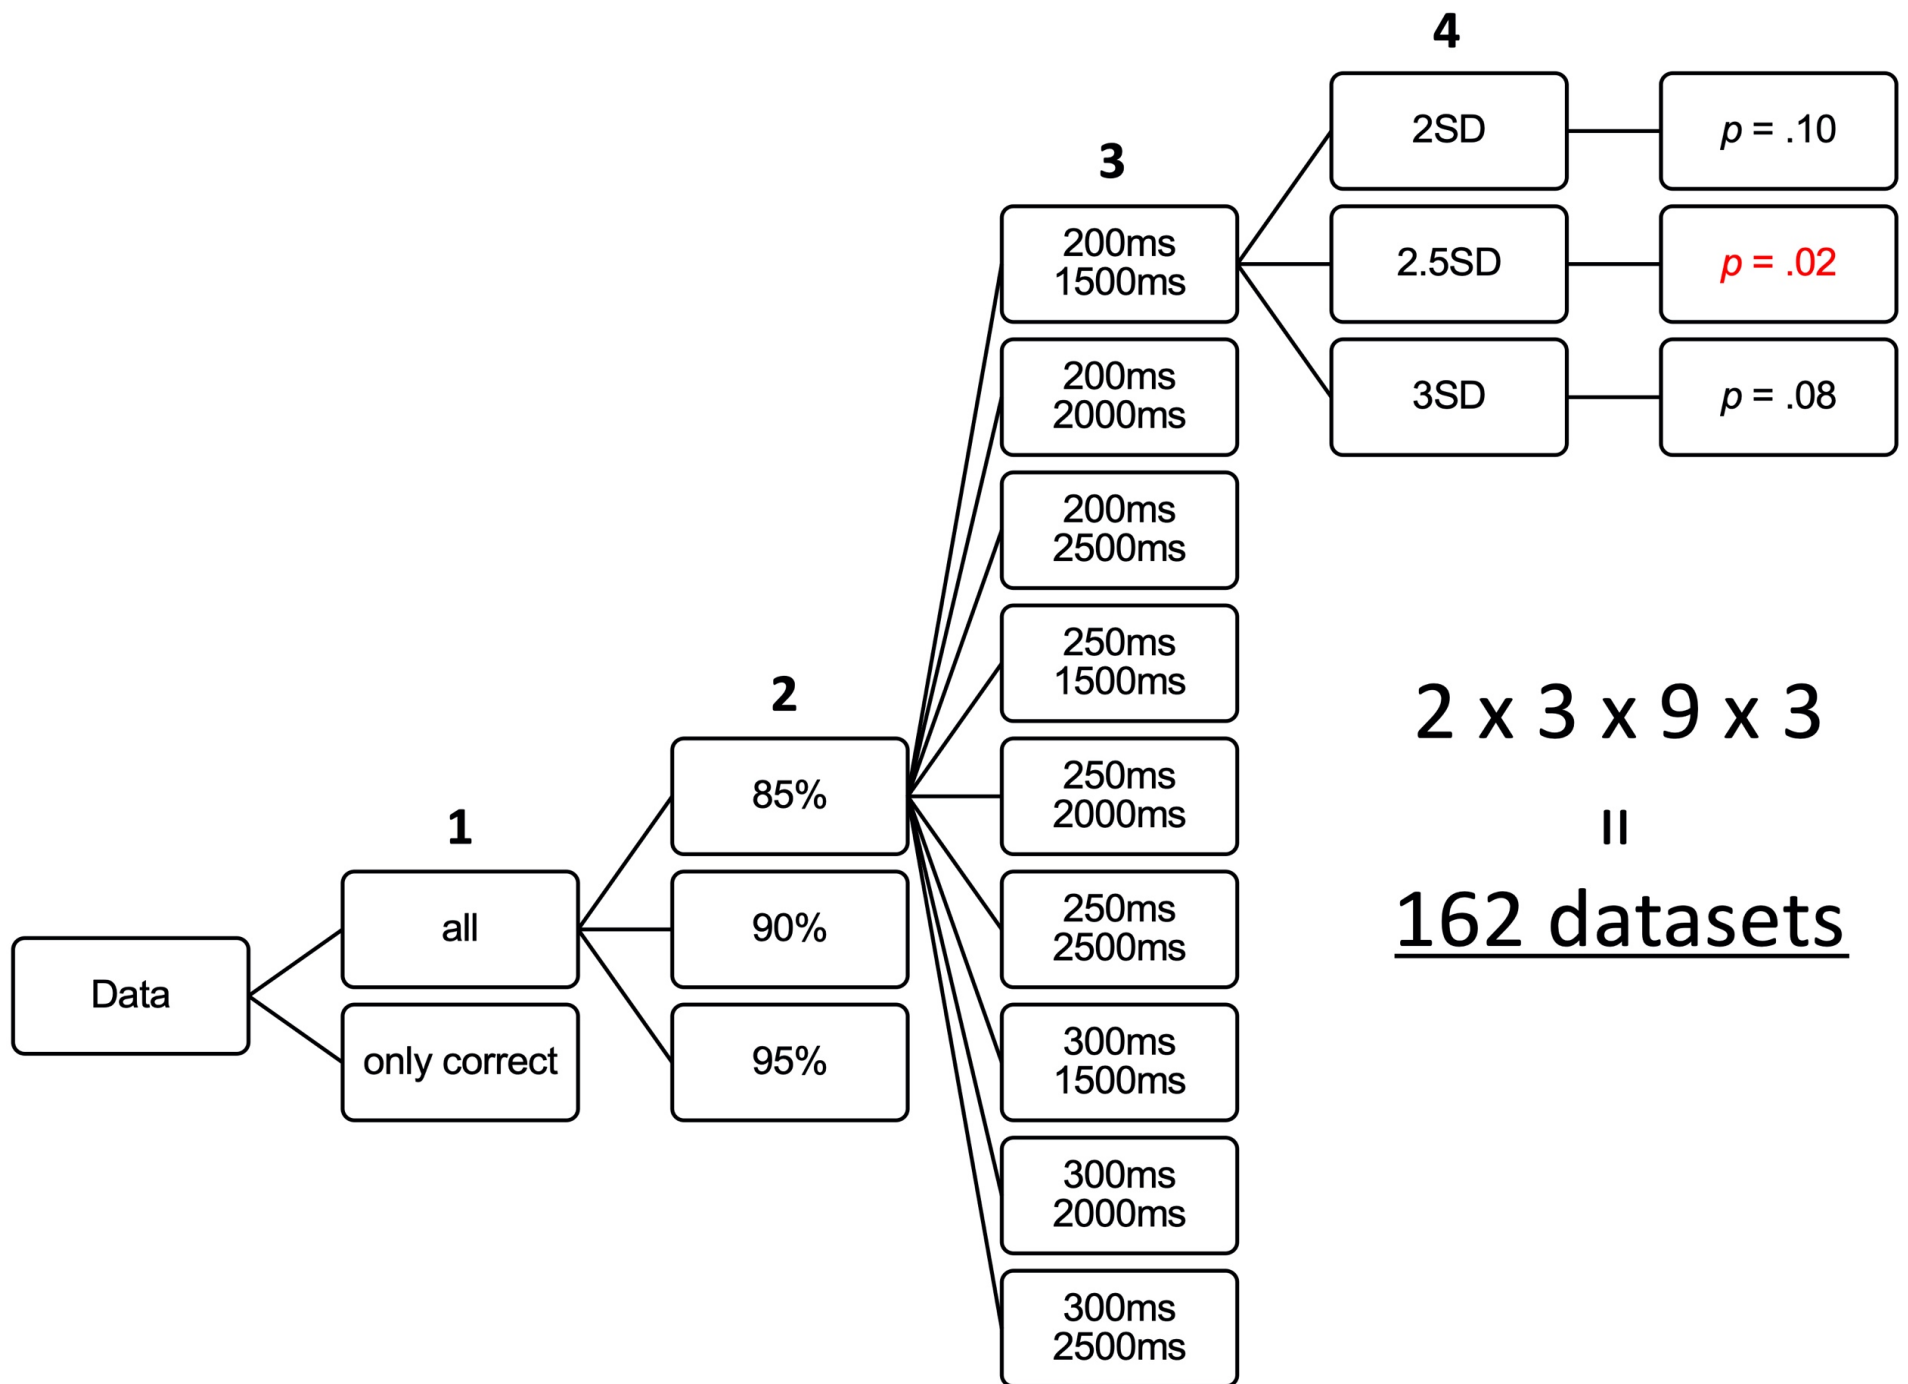 4
2SD
p = .10
3
200ms
1500ms
2.5SD
p = .02
200ms
2000ms
3SD
p = .08
200ms
2500ms
250ms
1500ms
2
2 x 3 x 9 x 3
85%
250ms
2000ms
=
1
all
90%
250ms
2500ms
162 datasets
Data
only correct
95%
300ms
1500ms
300ms
2000ms
300ms
2500ms